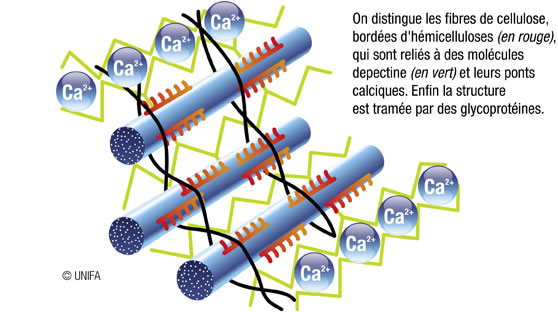 On distingue les fibres de cellulose,
bordées d'hémicelluloses (en rouge),
qui sont reliés à des molécules
depectine (en vert) et leurs ponts
calciques. Enfin la structure
est tramée par des glycoprotéines.
Ca²⁺
Ca²⁺
Ca²⁺
Ca²⁺
Ca²⁺
Ca²⁺
Ca²⁺
Ca²⁺
© UNIFA